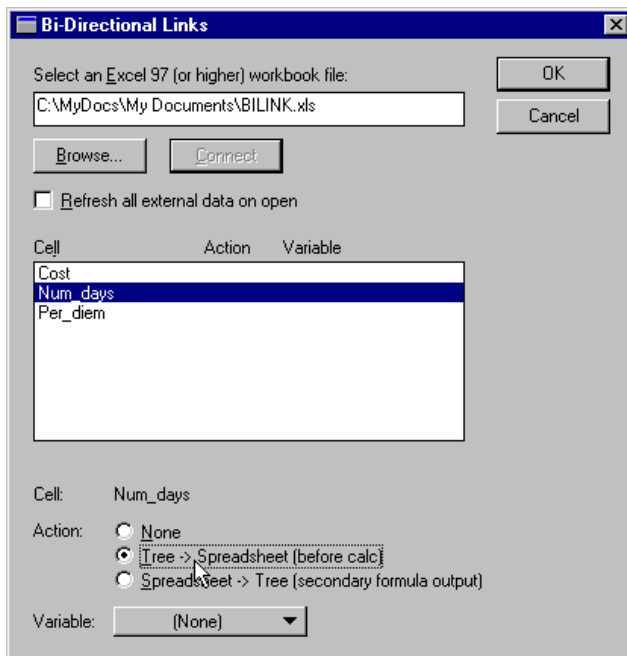 Bi-Directional Links
Select an Excel 97 (or higher) workbook file:
OK
C:\MyDocs\My Documents\BILINK.xls
Cancel
Browse...
Connect
Refresh all external data on open
Cell Action Variable
Cost
Num_days
Per_diem
Cell: Num_days
Action: None
Tree -> Spreadsheet (before calc)
Spreadsheet -> Tree (secondary formula output)
Variable: (None)